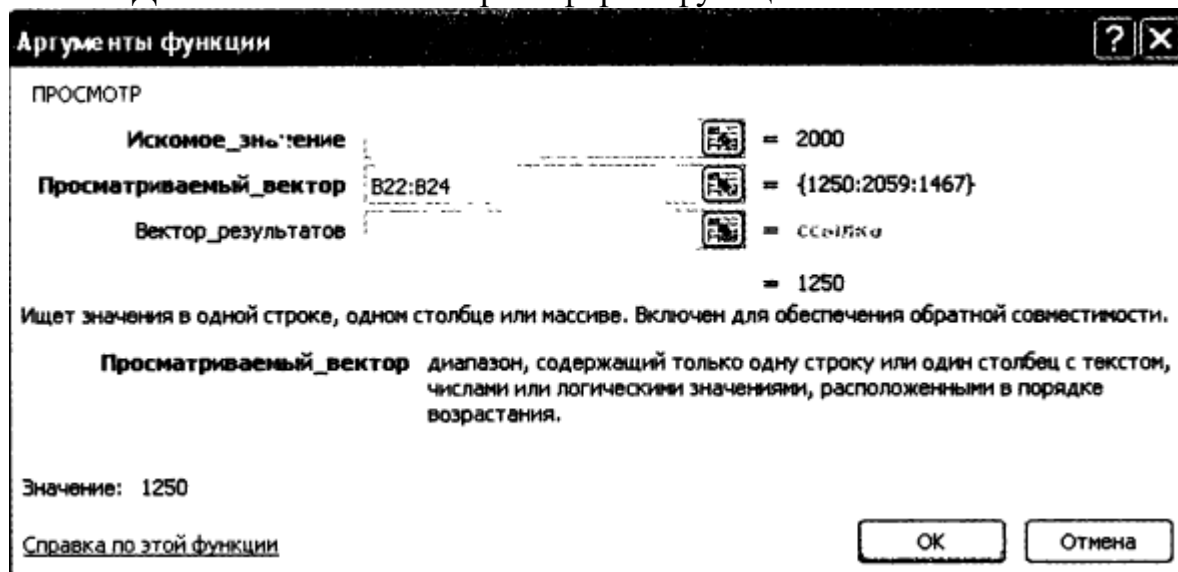 Аргументы функции
ПРОСМОТР
Искомое_значение = 2000
Просматриваемый_вектор B22:B24 = {1250:2059:1467}
Вектор_результатов = ссылка
= 1250
Ищет значения в одной строке, одном столбце или массиве. Включен для обеспечения обратной совместимости.
Просматриваемый_вектор диапазон, содержащий только одну строку или один столбец с текстом,
числами или логическими значениями, расположенными в порядке
возрастания.
Значение: 1250
Справка по этой функции
ОК Отмена